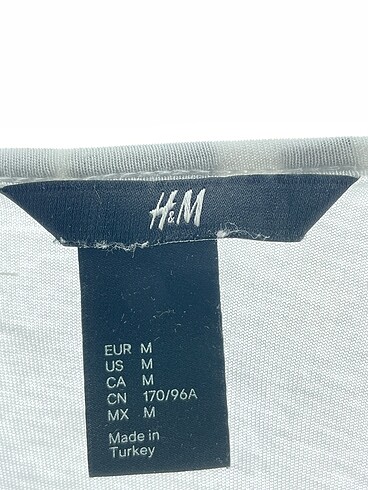 H&M
EUR M
US M
CA M
CN 170/96A
MX M
Made in
Turkey